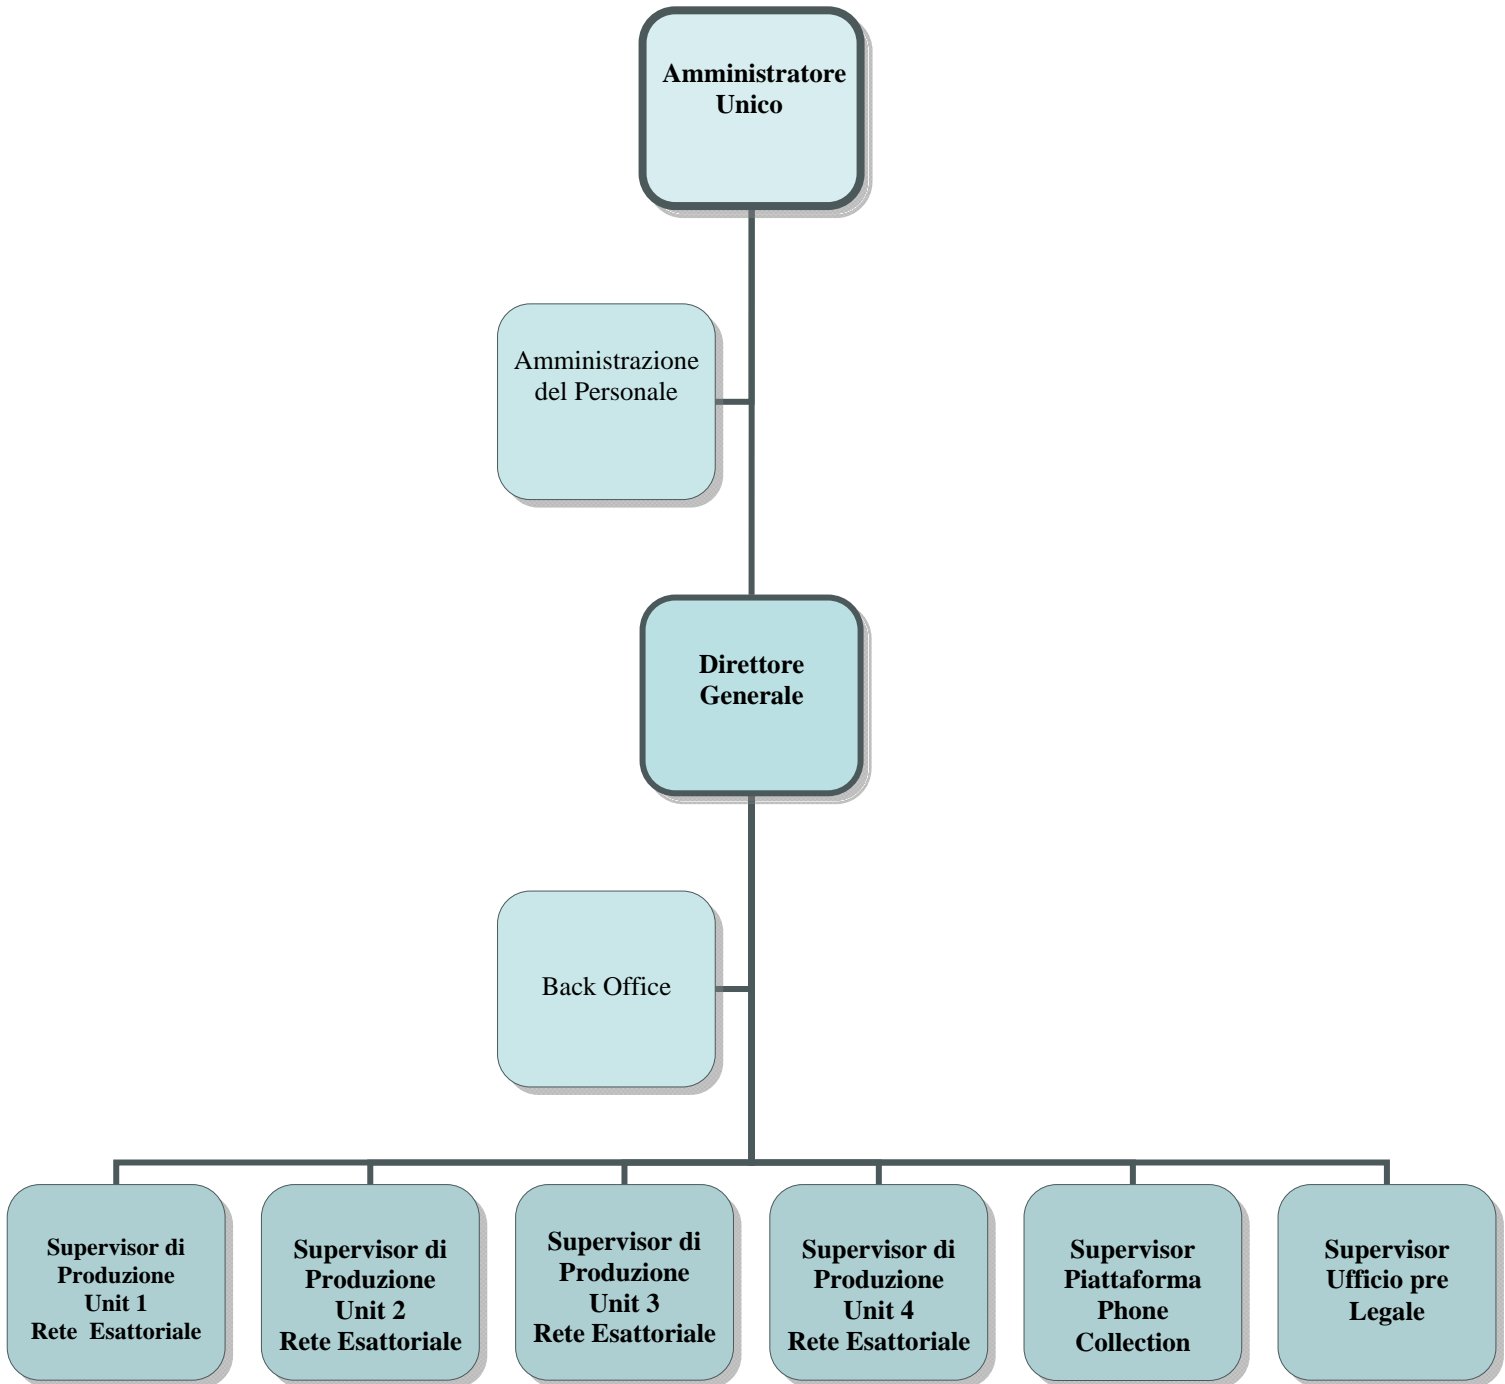 Amministratore
Unico
Amministrazione
del Personale
Direttore
Generale
Back Office
Supervisor di
Produzione
Unit 1
Rete Esattoriale
Supervisor di
Produzione
Unit 2
Rete Esattoriale
Supervisor di
Produzione
Unit 3
Rete Esattoriale
Supervisor di
Produzione
Unit 4
Rete Esattoriale
Supervisor
Piattaforma
Phone
Collection
Supervisor
Ufficio pre
Legale